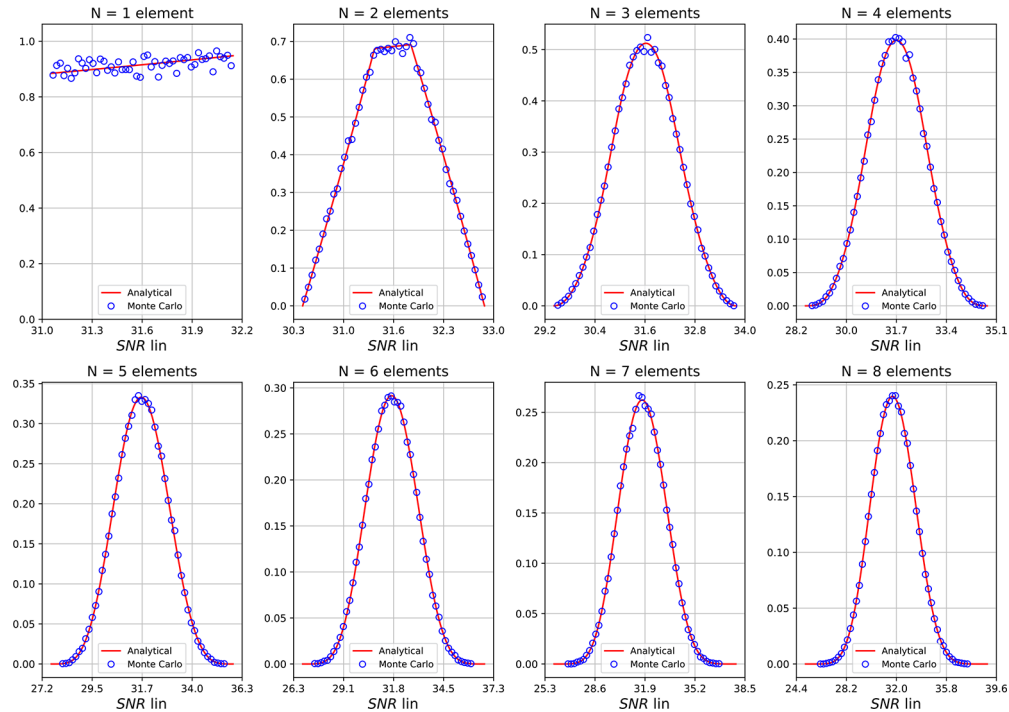 N = 1 element
1.0
0.8
0.6
0.4
0.2
0.0
Analytical
Monte Carlo
31.0 31.3 31.6 31.9 32.2
SNR lin
N = 2 elements
0.7
0.6
0.5
0.4
0.3
0.2
0.1
0.0
Analytical
Monte Carlo
30.3 31.0 31.6 32.3 33.0
SNR lin
N = 3 elements
0.5
0.4
0.3
0.2
0.1
0.0
Analytical
Monte Carlo
29.2 30.4 31.6 32.8 34.0
SNR lin
N = 4 elements
0.40
0.35
0.30
0.25
0.20
0.15
0.10
0.05
0.00
Analytical
Monte Carlo
28.2 30.0 31.7 33.4 35.1
SNR lin
N = 5 elements
0.35
0.30
0.25
0.20
0.15
0.10
0.05
0.00
Analytical
Monte Carlo
27.2 29.5 31.7 34.0 36.3
SNR lin
N = 6 elements
0.30
0.25
0.20
0.15
0.10
0.05
0.00
Analytical
Monte Carlo
26.3 29.1 31.8 34.5 37.3
SNR lin
N = 7 elements
0.25
0.20
0.15
0.10
0.05
0.00
Analytical
Monte Carlo
25.3 28.6 31.9 35.2 38.5
SNR lin
N = 8 elements
0.25
0.20
0.15
0.10
0.05
0.00
Analytical
Monte Carlo
24.4 28.2 32.0 35.8 39.6
SNR lin